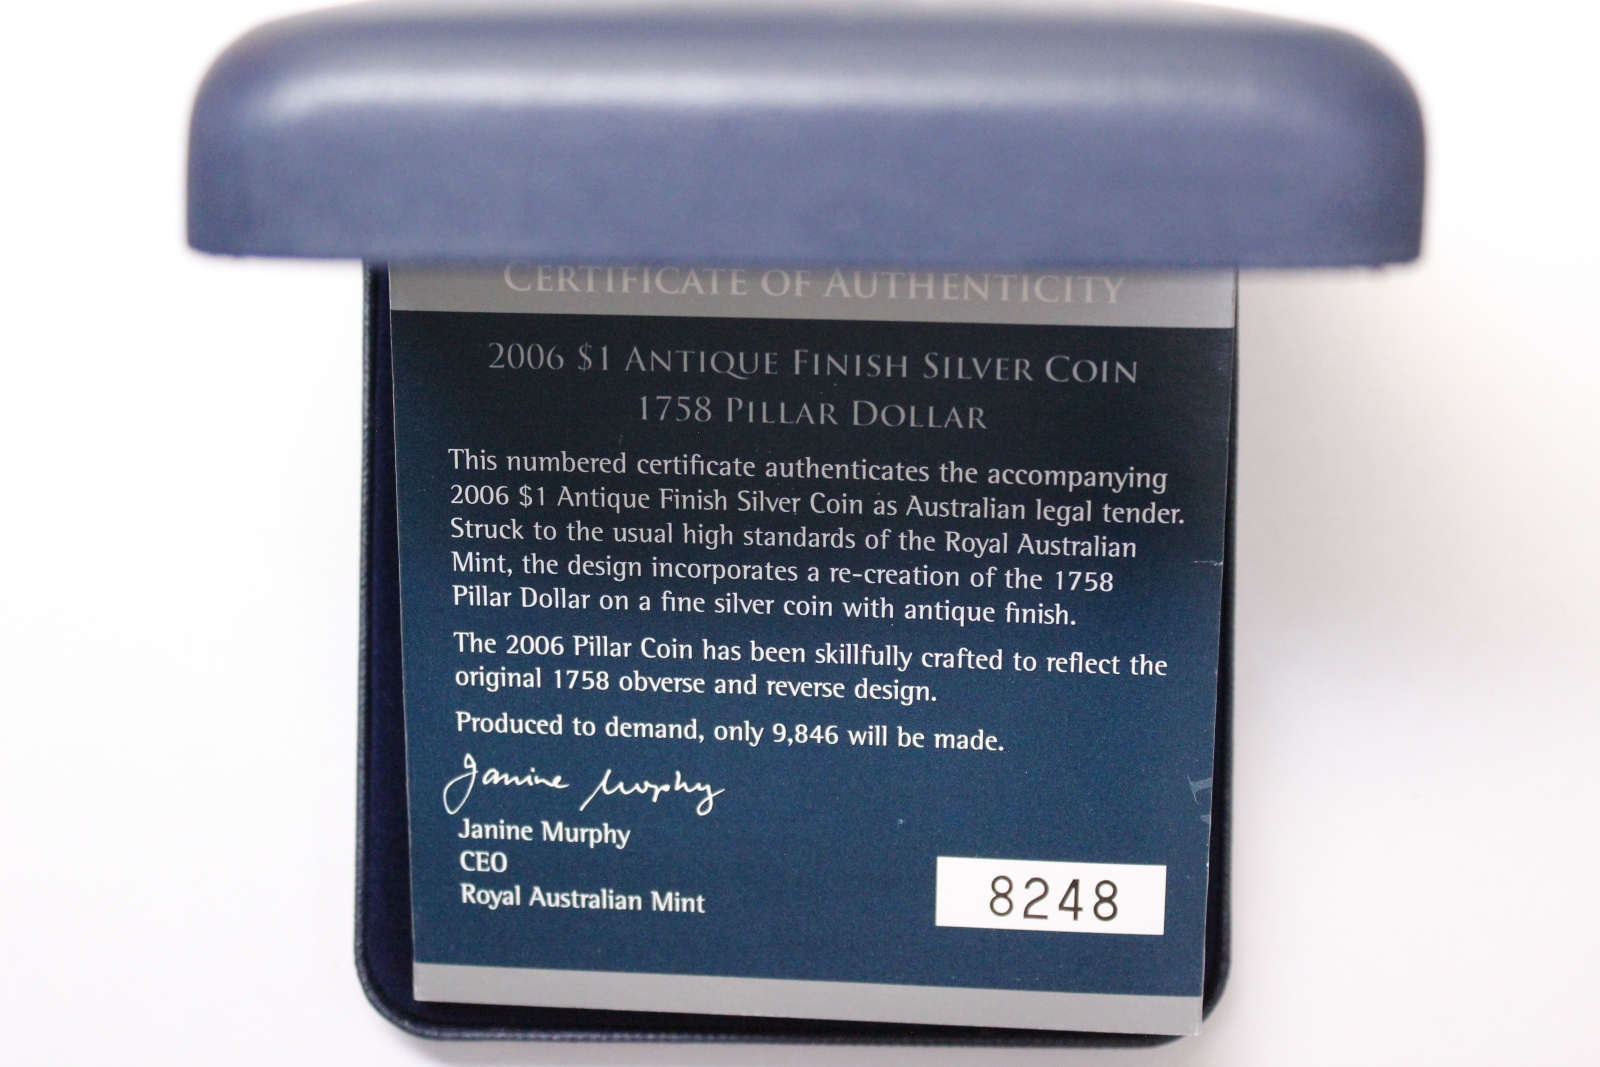 CERTIFICATE OF AUTHENTICITY
2006 $1 ANTIQUE FINISH SILVER COIN
1758 PILLAR DOLLAR
This numbered certificate authenticates the accompanying
2006 $1 Antique Finish Silver Coin as Australian legal tender.
Struck to the usual high standards of the Royal Australian
Mint, the design incorporates a re-creation of the 1758
Pillar Dollar on a fine silver coin with antique finish.
The 2006 Pillar Coin has been skillfully crafted to reflect the
original 1758 obverse and reverse design.
Produced to demand, only 9,846 will be made.
Janine Murphy
Janine Murphy
CEO
Royal Australian Mint
8248